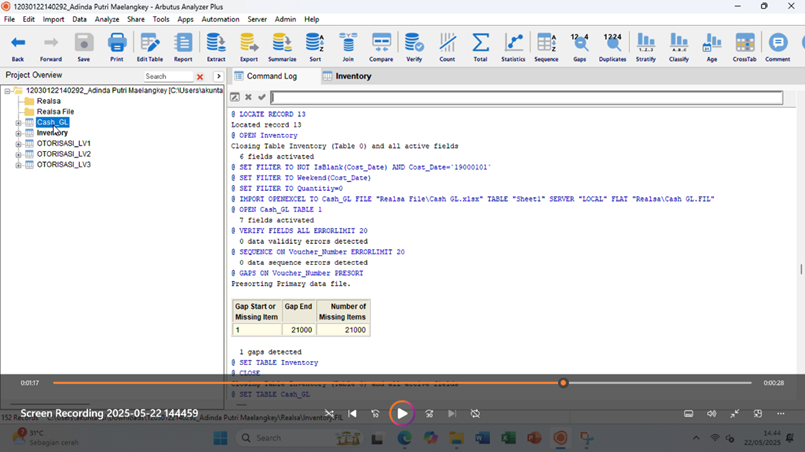 12030122140292_Adinda Putri Maelangkey - Arbutus Analyzer Plus
File Edit Import Data Analyze Share Tools Apps Automation Server Admin Help
Back Forward Save Print Edit Table Report Extract Export Summarize Sort Join Compare Verify Count Total Statistics Sequence Gaps Duplicates Stratify Classify Age CrossTab Comment
Project Overview Search
Command Log Inventory
12030122140292_Adinda Putri Maelangkey [C:\Users\akunta
Realsa
Realsa File
Cash_GL
Inventory
OTORISASI_LV1
OTORISASI_LV2
OTORISASI_LV3
@ LOCATE RECORD 13
Located record 13
@ OPEN Inventory
Closing Table Inventory (Table 0) and all active fields
6 fields activated
@ SET FILTER TO NOT IsBlank(Cost_Date) AND Cost_Date=`19000101`
@ SET FILTER TO Weekend(Cost_Date)
@ SET FILTER TO Quantitiy=0
@ IMPORT OPENEXCEL TO Cash_GL FILE "Realsa File\Cash GL.xlsx" TABLE "Sheet1" SERVER "LOCAL" FLAT "Realsa\Cash GL.FIL"
@ OPEN Cash_GL TABLE 1
7 fields activated
@ VERIFY FIELDS ALL ERRORLIMIT 20
0 data validity errors detected
@ SEQUENCE ON Voucher_Number ERRORLIMIT 20
0 data sequence errors detected
@ GAPS ON Voucher_Number PRESORT
Presorting Primary data file.
Gap Start or Missing Item Gap End Number of Missing Items
1 21000 21000
1 gaps detected
@ SET TABLE Inventory
@ CLOSE
Closing Table Inventory (Table 0) and all active fields
@ SET TABLE Cash_GL
0:01:17 0:00:28
Screen Recording 2025-05-22 144459
31°C
Sebagian cerah
Search
14.44
22/05/2025